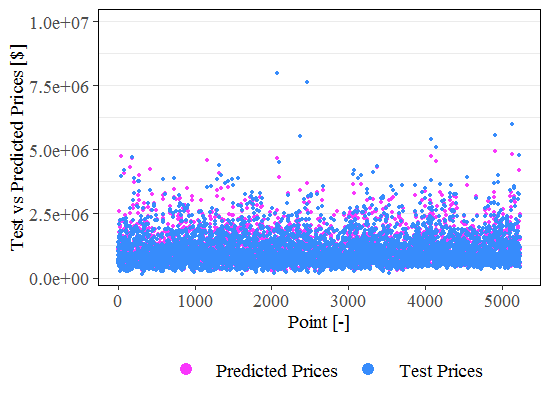 Test vs Predicted Prices [$]
1.0e+07
7.5e+06
5.0e+06
2.5e+06
0.0e+00
0 1000 2000 3000 4000 5000
Point [-]
Predicted Prices Test Prices